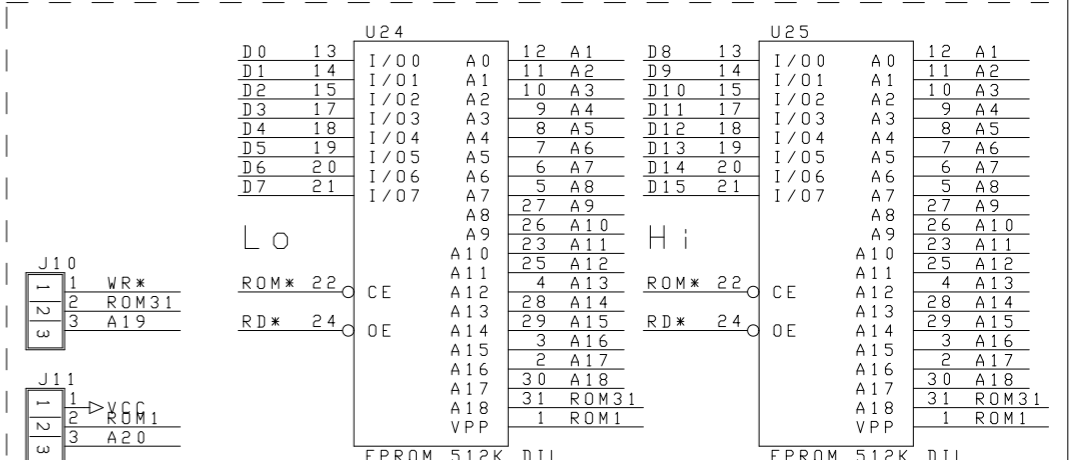 U24
D0 13 I/O0 A0 12 A1
D1 14 I/O1 A1 11 A2
D2 15 I/O2 A2 10 A3
D3 17 I/O3 A3 9 A4
D4 18 I/O4 A4 8 A5
D5 19 I/O5 A5 7 A6
D6 20 I/O6 A6 6 A7
D7 21 I/O7 A7 5 A8
A8 27 A9
A9 26 A10
Lo
A10 23 A11
A11 25 A12
ROM* 22 CE A12 4 A13
A13 28 A14
RD* 24 OE A14 29 A15
A15 3 A16
A16 2 A17
A17 30 A18
A18 31 ROM31
VPP 1 ROM1
EPROM 512K DIL
U25
D8 13 I/O0 A0 12 A1
D9 14 I/O1 A1 11 A2
D10 15 I/O2 A2 10 A3
D11 17 I/O3 A3 9 A4
D12 18 I/O4 A4 8 A5
D13 19 I/O5 A5 7 A6
D14 20 I/O6 A6 6 A7
D15 21 I/O7 A7 5 A8
A8 27 A9
A9 26 A10
Hi
A10 23 A11
A11 25 A12
ROM* 22 CE A12 4 A13
A13 28 A14
RD* 24 OE A14 29 A15
A15 3 A16
A16 2 A17
A17 30 A18
A18 31 ROM31
VPP 1 ROM1
EPROM 512K DIL
J10
1 1 WR*
2 2 ROM31
3 3 A19
J11
1 1 VCC
2 2 ROM1
3 3 A20